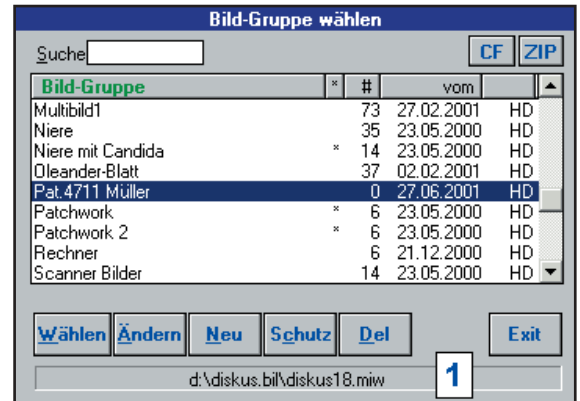 Bild-Gruppe wählen
Suche CF ZIP
Bild-Gruppe * # vom
Multibild1 73 27.02.2001 HD
Niere 35 23.05.2000 HD
Niere mit Candida * 14 23.05.2000 HD
Oleander-Blatt 37 02.02.2001 HD
Pat.4711 Müller 0 27.06.2001 HD
Patchwork * 6 23.05.2000 HD
Patchwork 2 * 6 23.05.2000 HD
Rechner 6 21.12.2000 HD
Scanner Bilder 14 23.05.2000 HD
Wählen Ändern Neu Schutz Del Exit
d:\diskus.bil\diskus18.miw 1